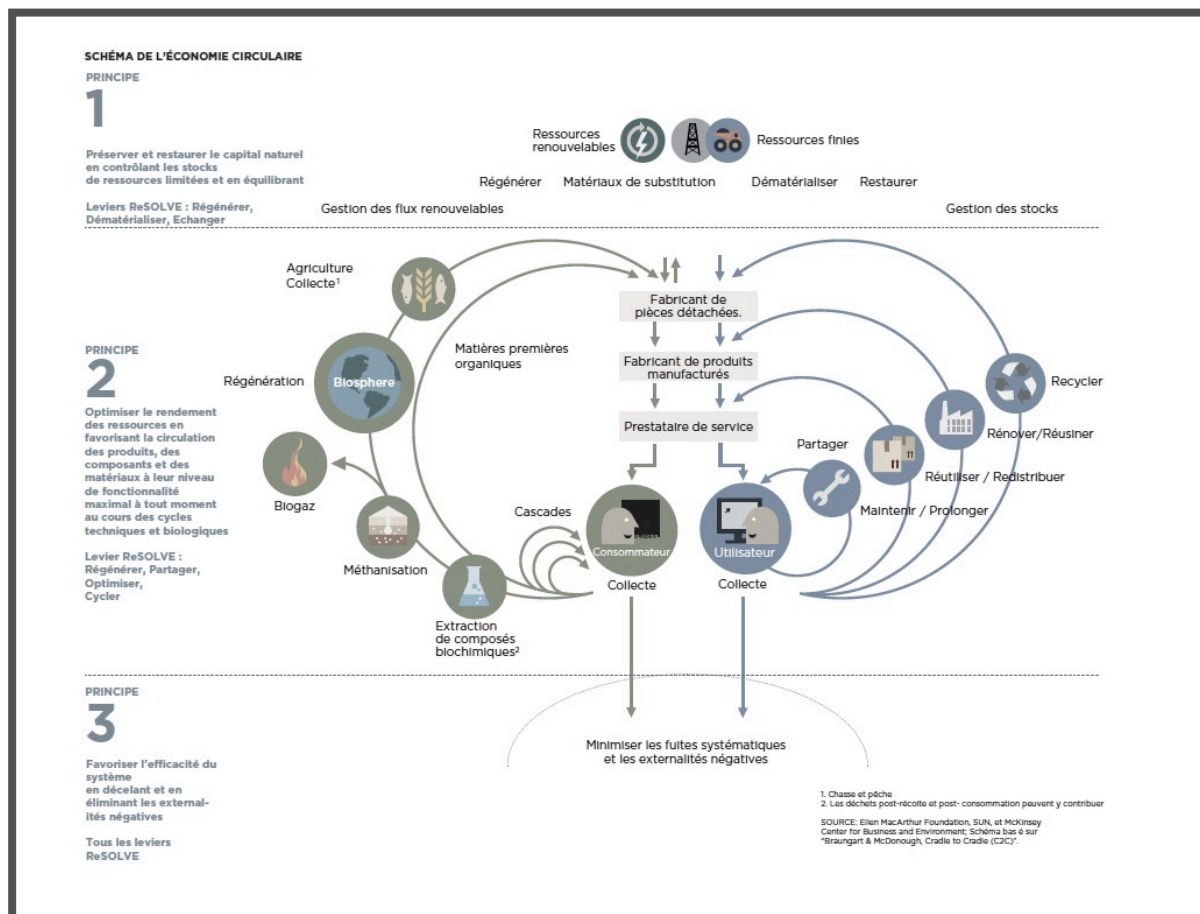 SCHÉMA DE L'ÉCONOMIE CIRCULAIRE
PRINCIPE
1
Préserver et restaurer le capital naturel
en contrôlant les stocks
de ressources limitées et en équilibrant
Leviers ReSOLVE : Régénérer,
Dématérialiser, Echanger
Ressources
renouvelables
Ressources finies
Régénérer
Matériaux de substitution
Dématérialiser
Restaurer
Gestion des flux renouvelables
Gestion des stocks
PRINCIPE
2
Optimiser le rendement
des ressources en
favorisant la circulation
des produits, des
composants et des
matériaux à leur niveau
de fonctionnalité
maximal à tout moment
au cours des cycles
techniques et biologiques
Levier ReSOLVE :
Régénérer, Partager,
Optimiser,
Cycler
Agriculture
Collecte¹
Régénération
Biosphere
Biogaz
Méthanisation
Extraction
de composés
biochimiques²
Matières premières
organiques
Cascades
Fabricant de
pièces détachées.
Fabricant de produits
manufacturés
Prestataire de service
Consommateur
Collecte
Utilisateur
Collecte
Partager
Maintenir / Prolonger
Réutiliser / Redistribuer
Rénover/Réusiner
Recycler
PRINCIPE
3
Favoriser l'efficacité du
système
en décelant et en
éliminant les external-
ités négatives
Tous les leviers
ReSOLVE
Minimiser les fuites systématiques
et les externalités négatives
1. Chasse et pêche
2. Les déchets post-récolte et post- consommation peuvent y contribuer
SOURCE: Ellen MacArthur Foundation, SUN, et McKinsey
Center for Business and Environment; Schéma bas é sur
"Braungart & McDonough, Cradle to Cradle (C2C)".